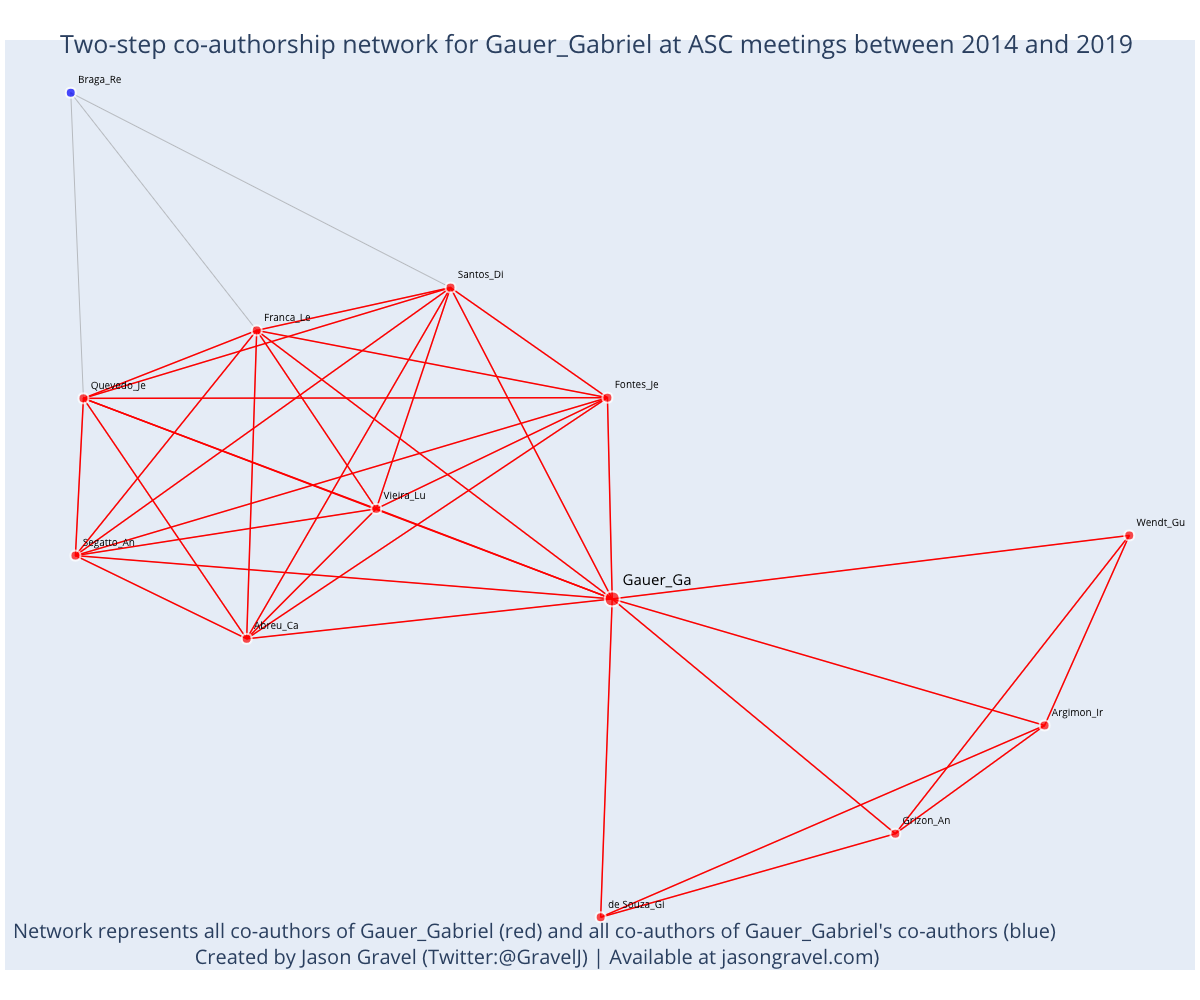 Two-step co-authorship network for Gauer_Gabriel at ASC meetings between 2014 and 2019
Braga_Re
Santos_Di
Franca_Le
Quevedo_Je
Fontes_Je
Vieira_Lu
Wendt_Gu
Segatto_An
Gauer_Ga
Abreu_Ca
Argimon_Ir
Grizon_An
de Souza_Gi
Network represents all co-authors of Gauer_Gabriel (red) and all co-authors of Gauer_Gabriel's co-authors (blue)
Created by Jason Gravel (Twitter:@GravelJ) | Available at jasongravel.com)